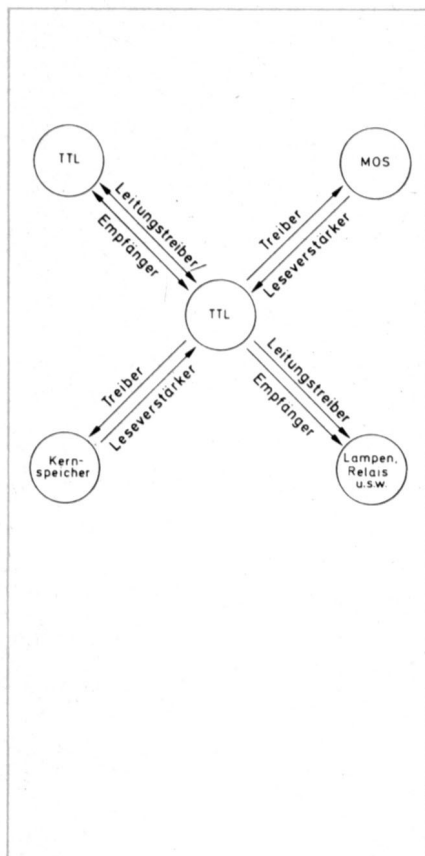 TTL
MOS
Leitungstreiber
Empfänger
Treiber
Leseverstärker
TTL
Treiber
Leseverstärker
Leitungstreiber
Empfänger
Kern-
speicher
Lampen,
Relais
u.s.w.